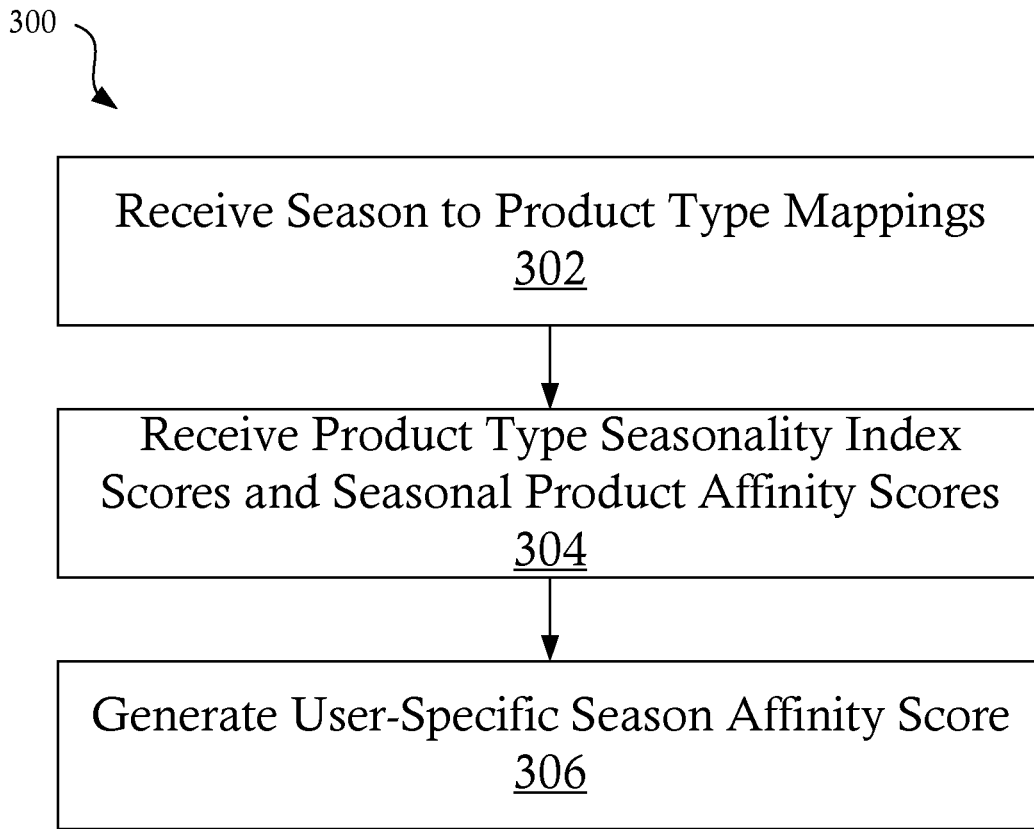 300
Receive Season to Product Type Mappings
302
Receive Product Type Seasonality Index
Scores and Seasonal Product Affinity Scores
304
Generate User-Specific Season Affinity Score
306